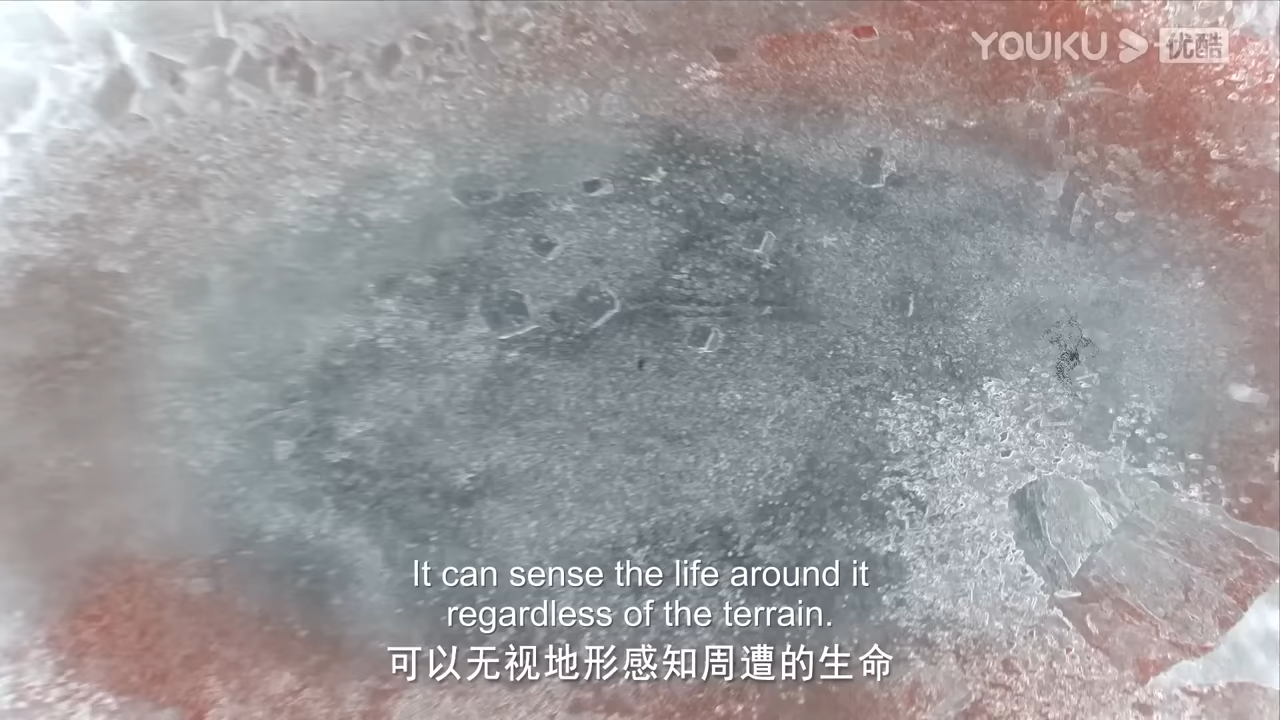 YOUKU 优酷
It can sense the life around it
regardless of the terrain.
可以无视地形感知周遭的生命